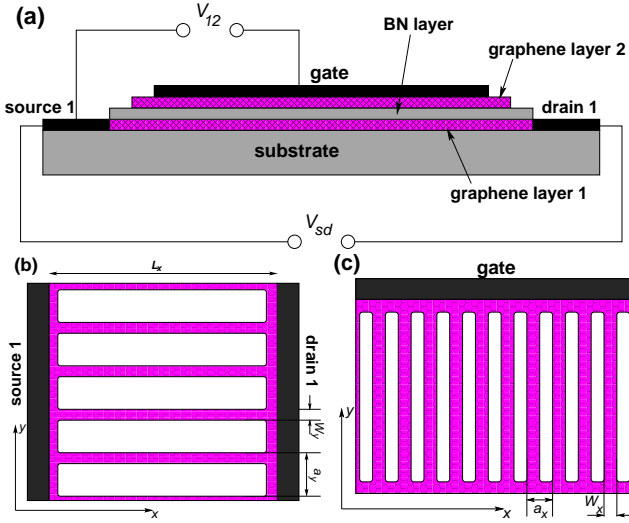 (a)
V12
BN layer
graphene layer 2
gate
source 1
drain 1
substrate
graphene layer 1
Vsd
(b)
Lx
source 1
drain 1
Wy
ay
y
x
(c)
gate
y
x
ax
Wx